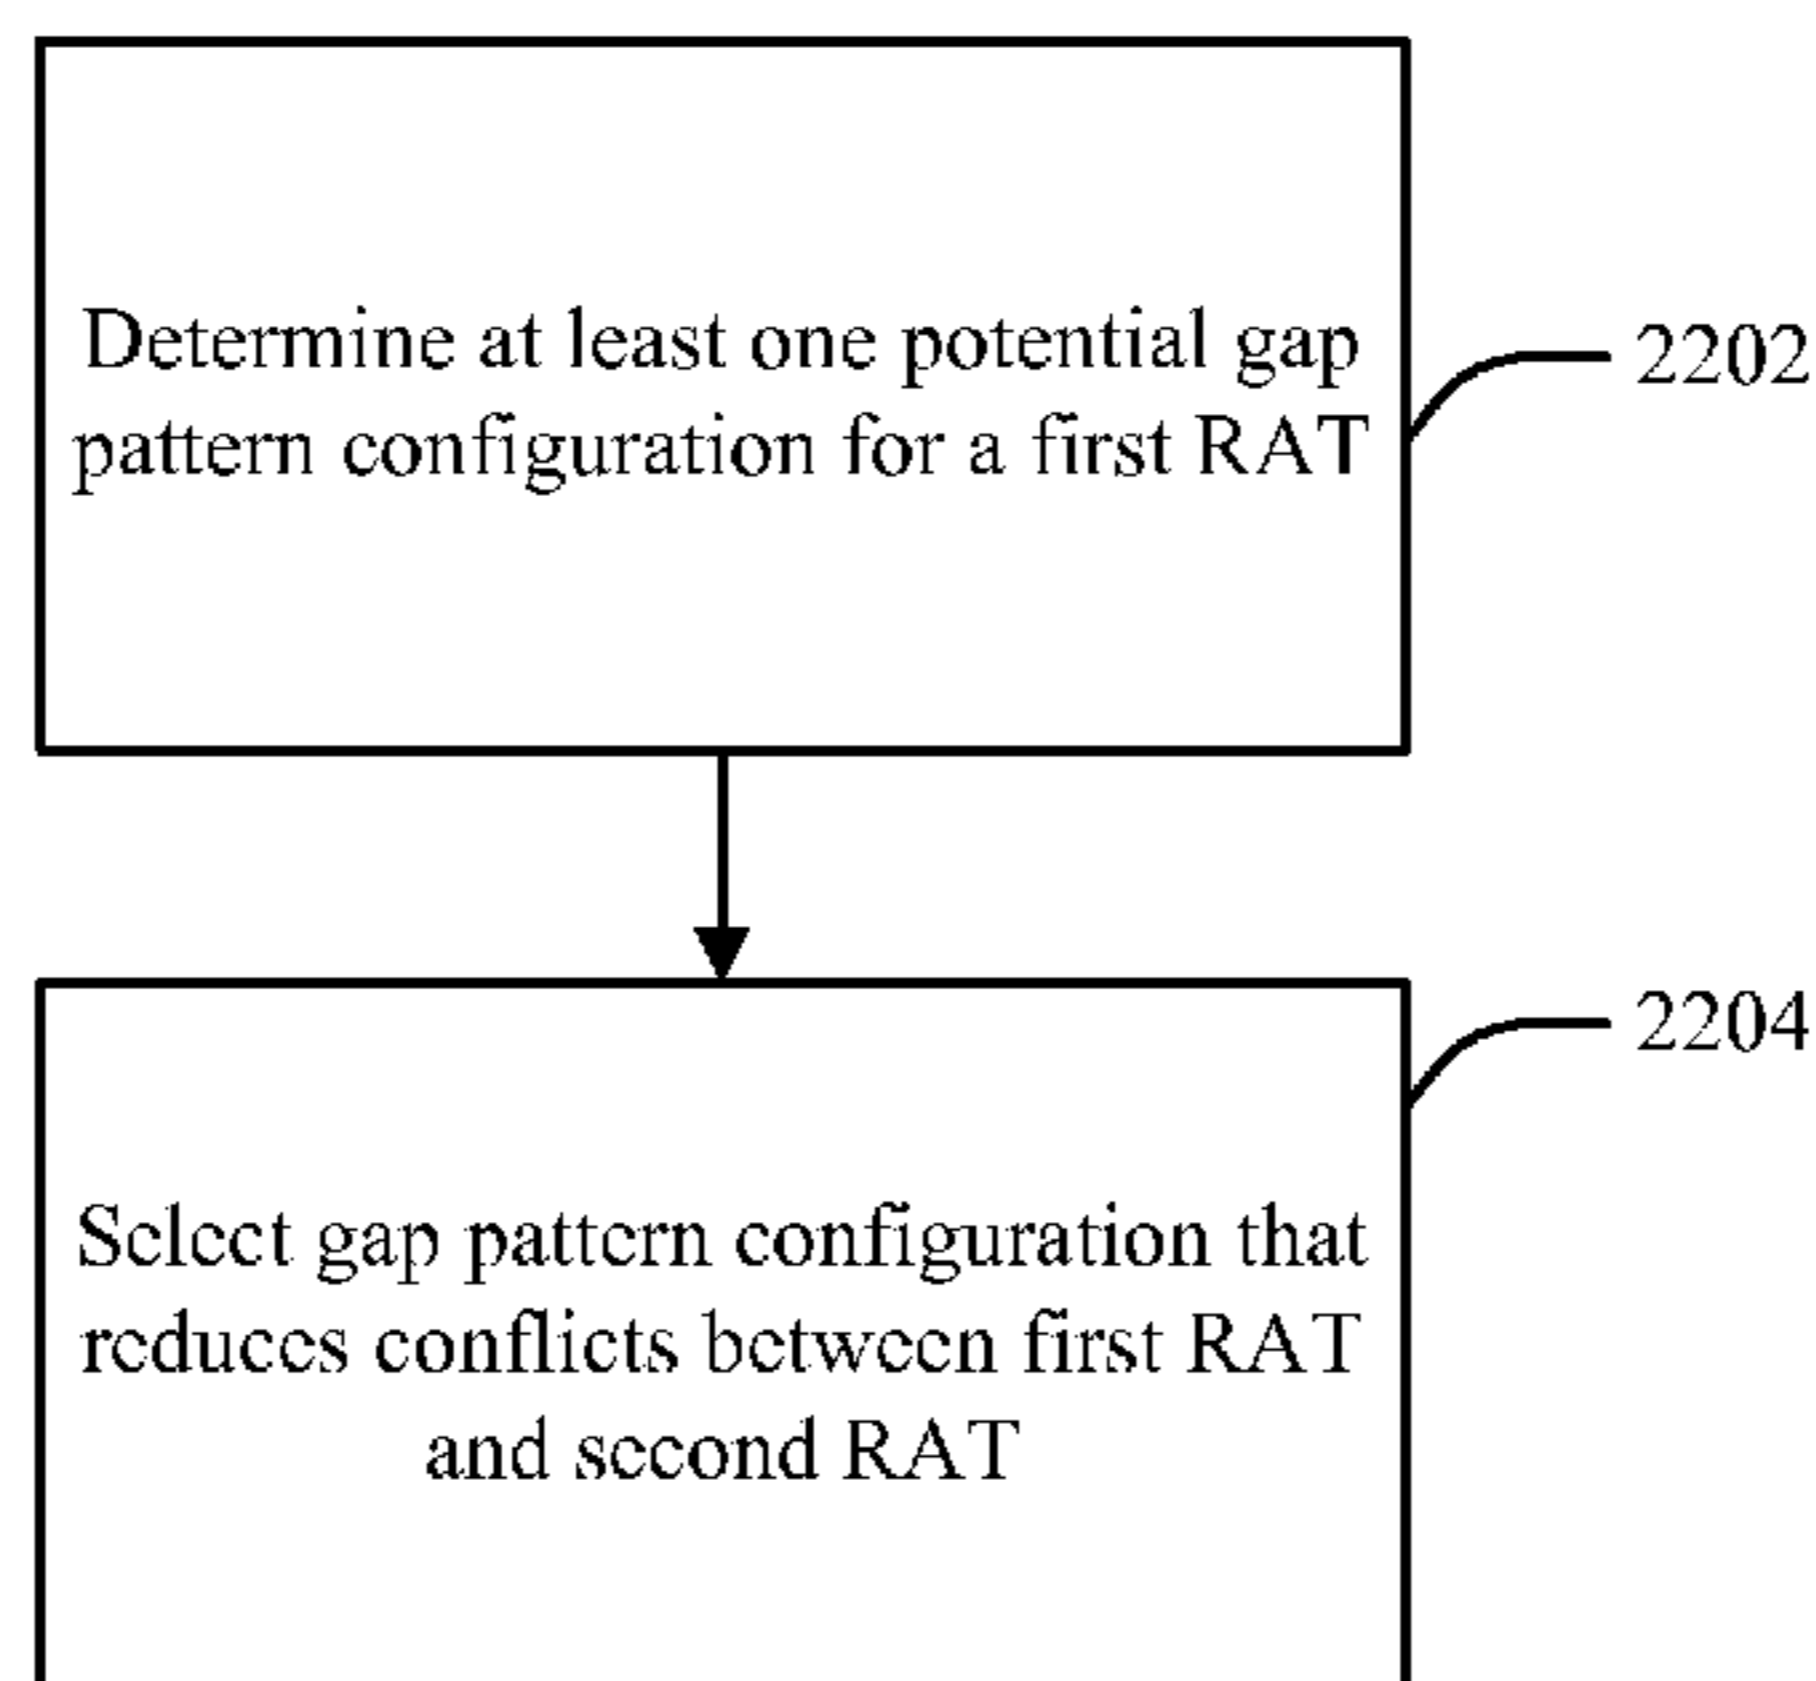 Determine at least one potential gap
pattern configuration for a first RAT
2202
2204
Select gap pattern configuration that
reduces conflicts between first RAT
and second RAT